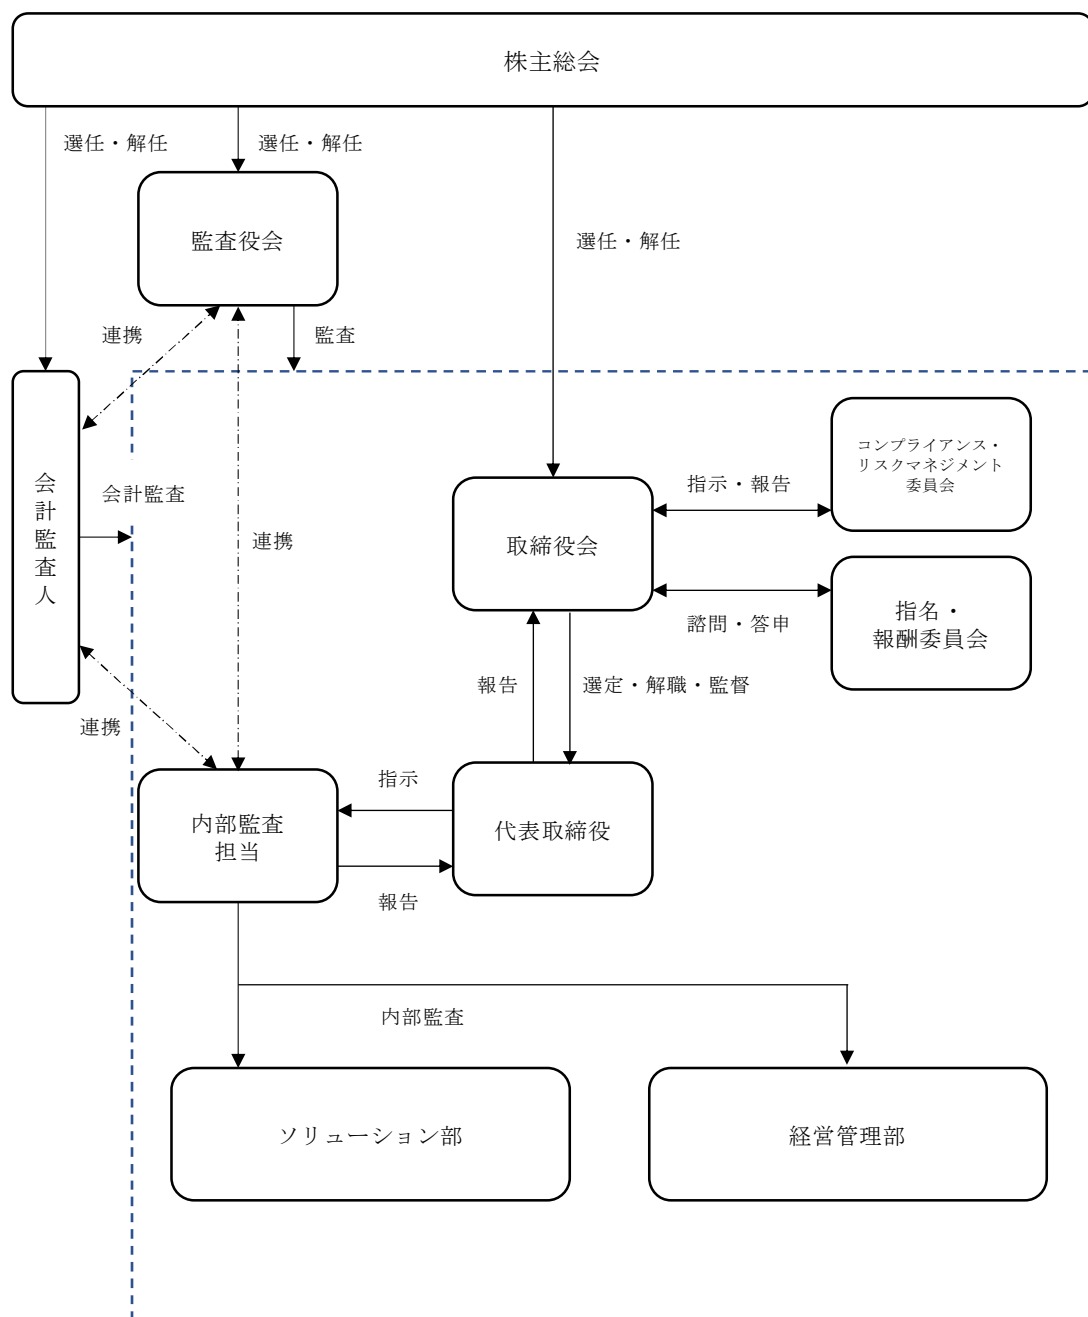 株主総会
選任・解任
選任・解任
監査役会
選任・解任
連携
監査
コンプライアンス・
リスクマネジメント
委員会
会計監査人
会計監査
指示・報告
連携
取締役会
指名・
報酬委員会
諮問・答申
報告
選定・解職・監督
連携
指示
内部監査
担当
代表取締役
報告
内部監査
ソリューション部
経営管理部